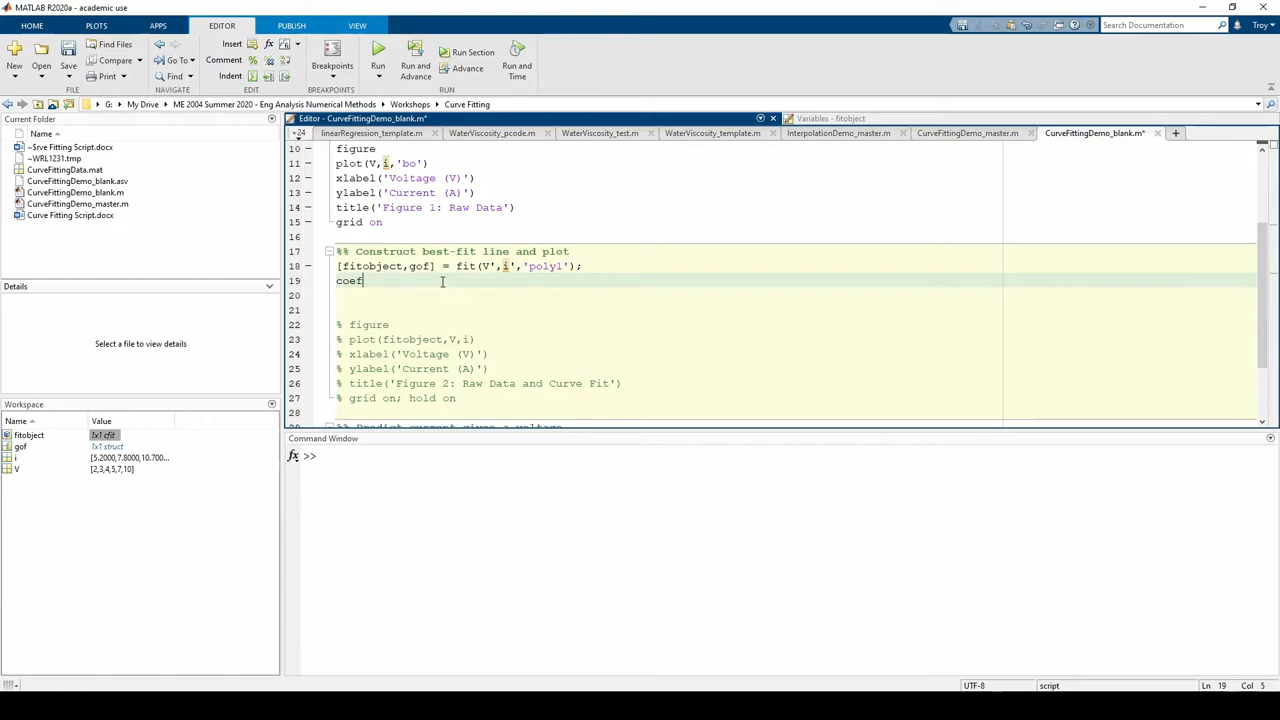 MATLAB R2020a - academic use
HOME PLOTS APPS EDITOR PUBLISH VIEW
Search Documentation
Troy
New Open Save Find Files Compare Print
Go To Find
Insert Comment Indent
Breakpoints
Run Run and Advance Run Section Advance Run and Time
FILE NAVIGATE EDIT BREAKPOINTS RUN
G: My Drive ME 2004 Summer 2020 - Eng Analysis Numerical Methods Workshops Curve Fitting
Current Folder
Name
~$rve Fitting Script.docx
~WRL1231.tmp
CurveFittingData.mat
CurveFittingDemo_blank.asv
CurveFittingDemo_blank.m
CurveFittingDemo_master.m
Curve Fitting Script.docx
Details
Select a file to view details
Workspace
Name Value
fitobject 1x1 cfit
gof 1x1 struct
i [5.2000,7.8000,10.700...
V [2,3,4,5,7,10]
Editor - CurveFittingDemo_blank.m*
Variables - fitobject
+24 linearRegression_template.m WaterViscosity_pcode.m WaterViscosity_test.m WaterViscosity_template.m InterpolationDemo_master.m CurveFittingDemo_master.m CurveFittingDemo_blank.m*
10 figure
11 plot(V,i,'bo')
12 xlabel('Voltage (V)')
13 ylabel('Current (A)')
14 title('Figure 1: Raw Data')
15 grid on
16
17 %% Construct best-fit line and plot
18 [fitobject,gof] = fit(V',i','poly1');
19 coef
20
21
22 % figure
23 % plot(fitobject,V,i)
24 % xlabel('Voltage (V)')
25 % ylabel('Current (A)')
26 % title('Figure 2: Raw Data and Curve Fit')
27 % grid on; hold on
28
%% Predict current given a voltage
Command Window
fx >>
UTF-8 script Ln 19 Col 5